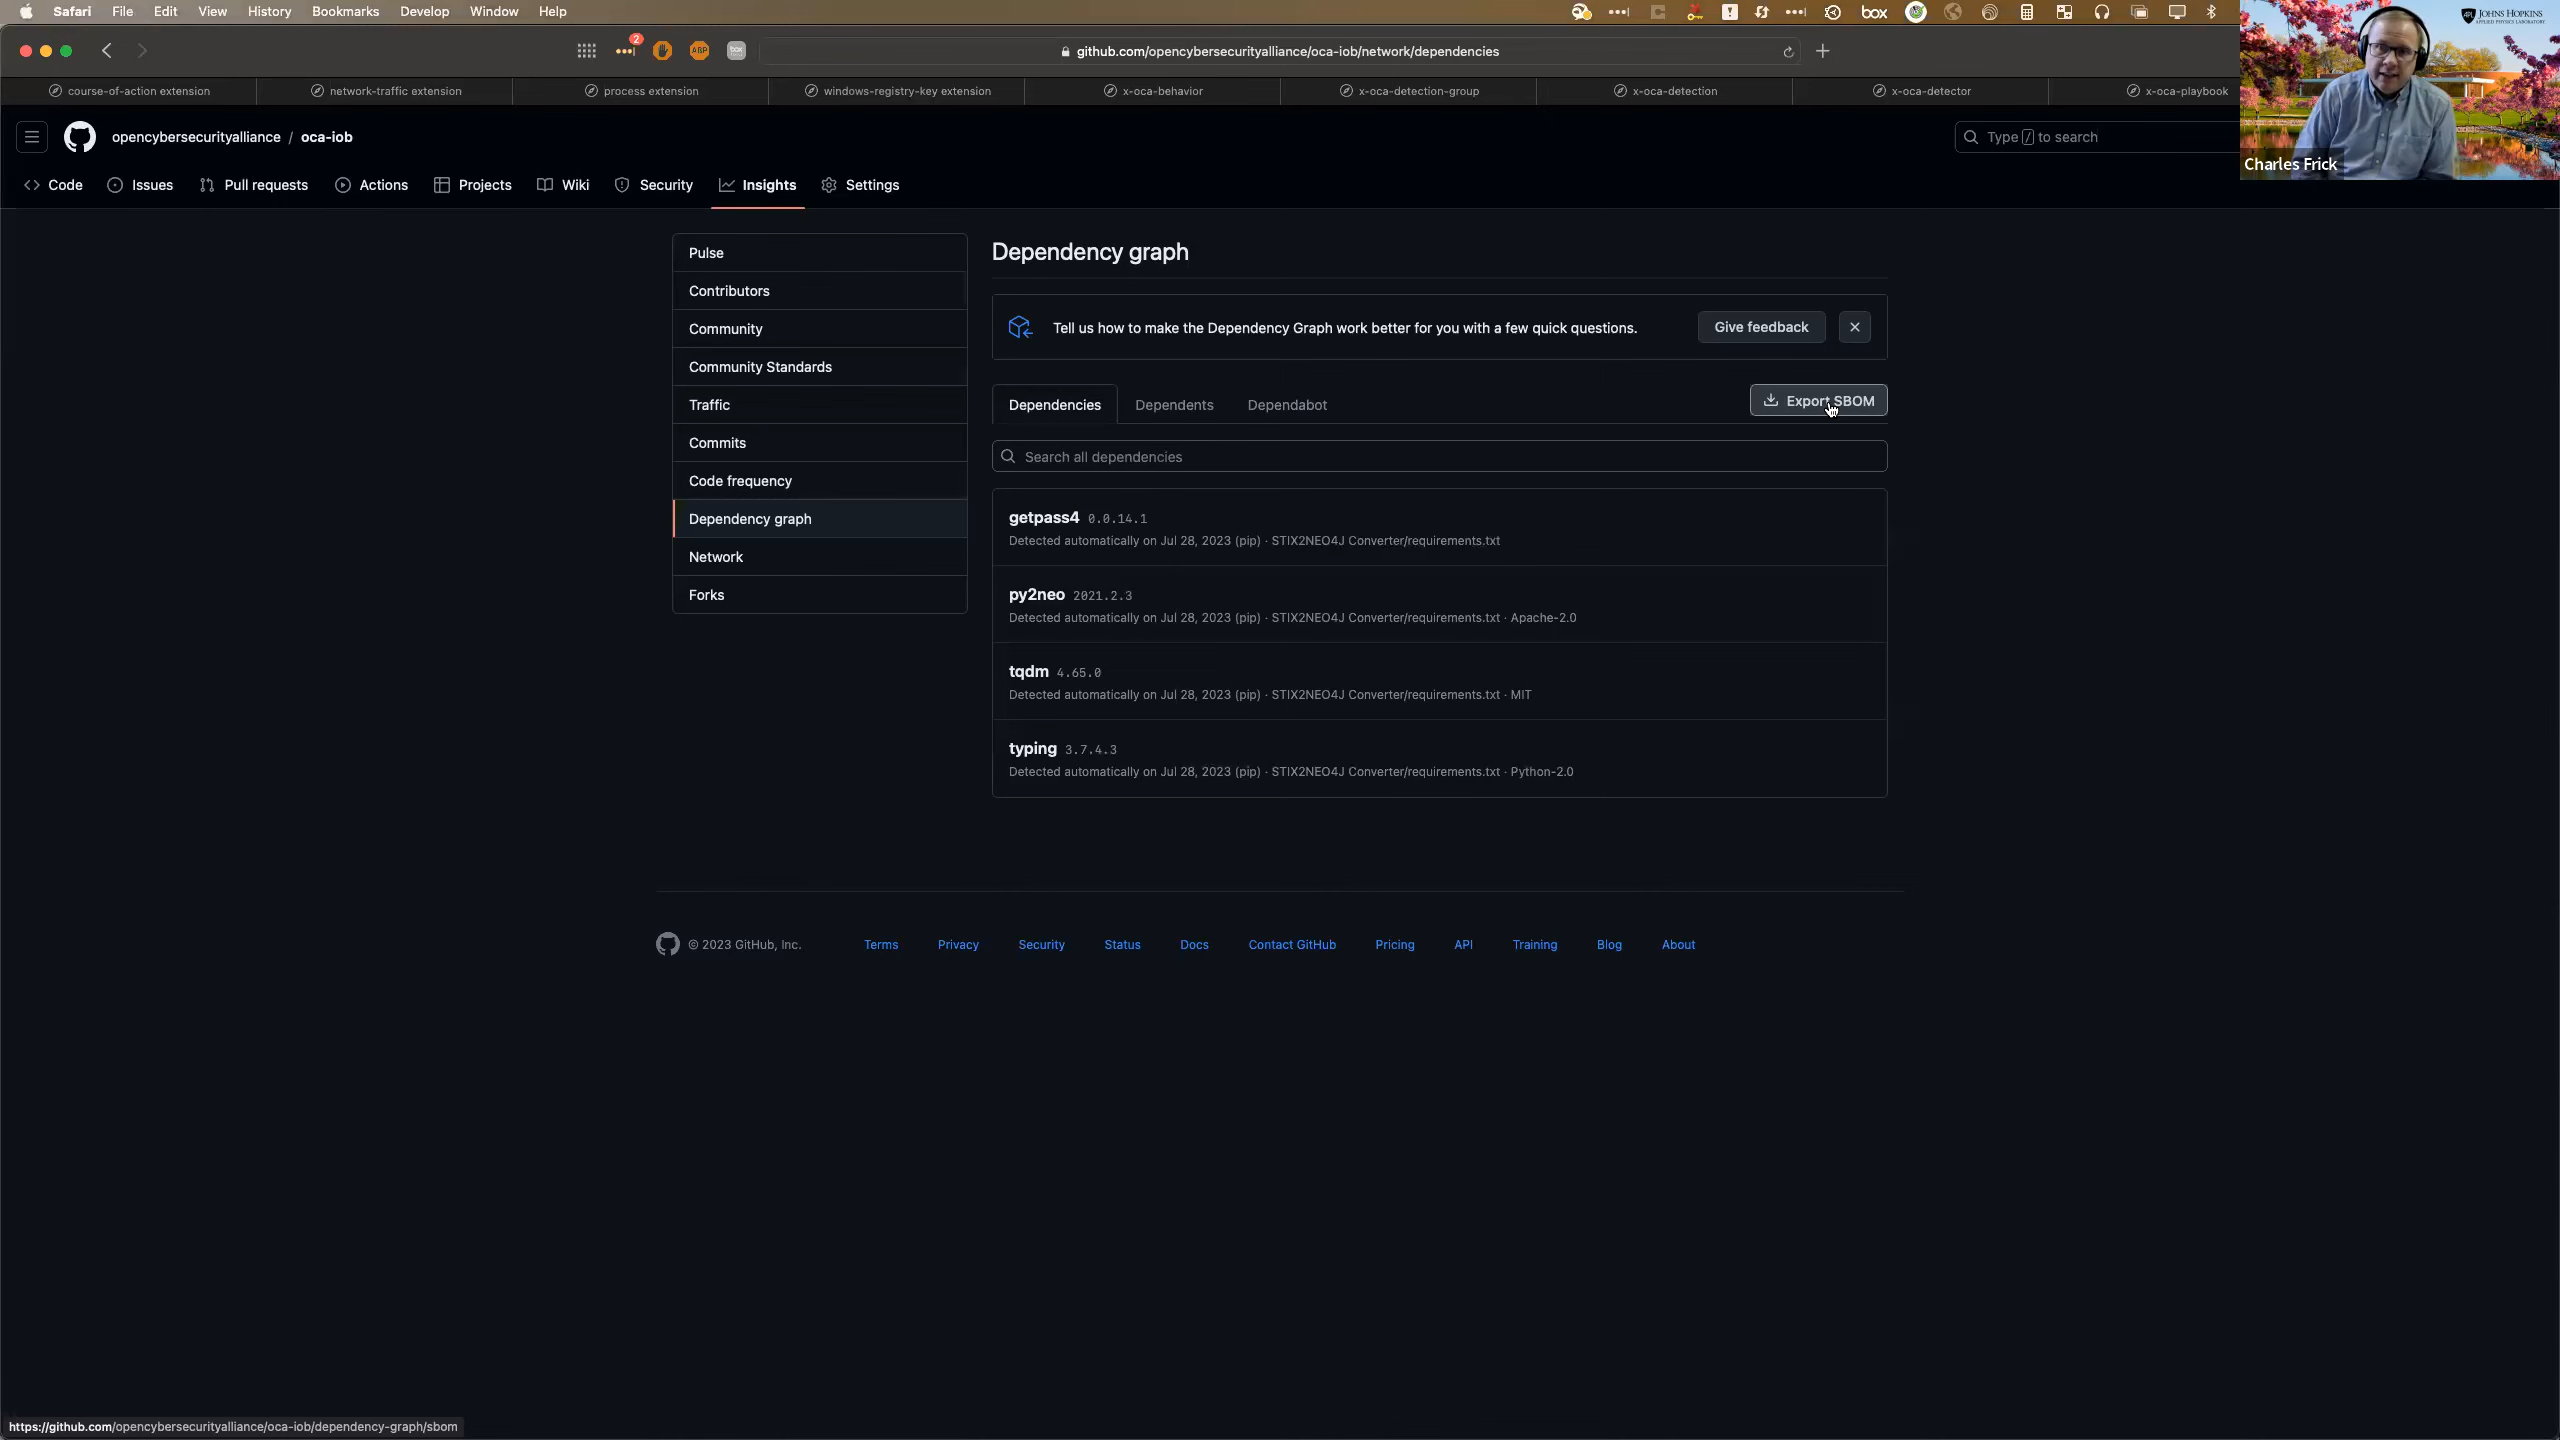 Safari File Edit View History Bookmarks Develop Window Help
box
2
ABP
box
github.com/opencybersecurityalliance/oca-iob/network/dependencies
course-of-action extension
network-traffic extension
process extension
windows-registry-key extension
x-oca-behavior
x-oca-detection-group
x-oca-detection
x-oca-detector
x-oca-playbook
JOHNS HOPKINS
APPLIED PHYSICS LABORATORY
Charles Frick
opencybersecurityalliance / oca-iob
Type / to search
Code Issues Pull requests Actions Projects Wiki Security Insights Settings
Pulse
Contributors
Community
Community Standards
Traffic
Commits
Code frequency
Dependency graph
Network
Forks
Dependency graph
Tell us how to make the Dependency Graph work better for you with a few quick questions.
Give feedback
Dependencies Dependents Dependabot
Export SBOM
Search all dependencies
getpass4 0.0.14.1
Detected automatically on Jul 28, 2023 (pip) · STIX2NEO4J Converter/requirements.txt
py2neo 2021.2.3
Detected automatically on Jul 28, 2023 (pip) · STIX2NEO4J Converter/requirements.txt · Apache-2.0
tqdm 4.65.0
Detected automatically on Jul 28, 2023 (pip) · STIX2NEO4J Converter/requirements.txt · MIT
typing 3.7.4.3
Detected automatically on Jul 28, 2023 (pip) · STIX2NEO4J Converter/requirements.txt · Python-2.0
© 2023 GitHub, Inc. Terms Privacy Security Status Docs Contact GitHub Pricing API Training Blog About
https://github.com/opencybersecurityalliance/oca-iob/dependency-graph/sbom